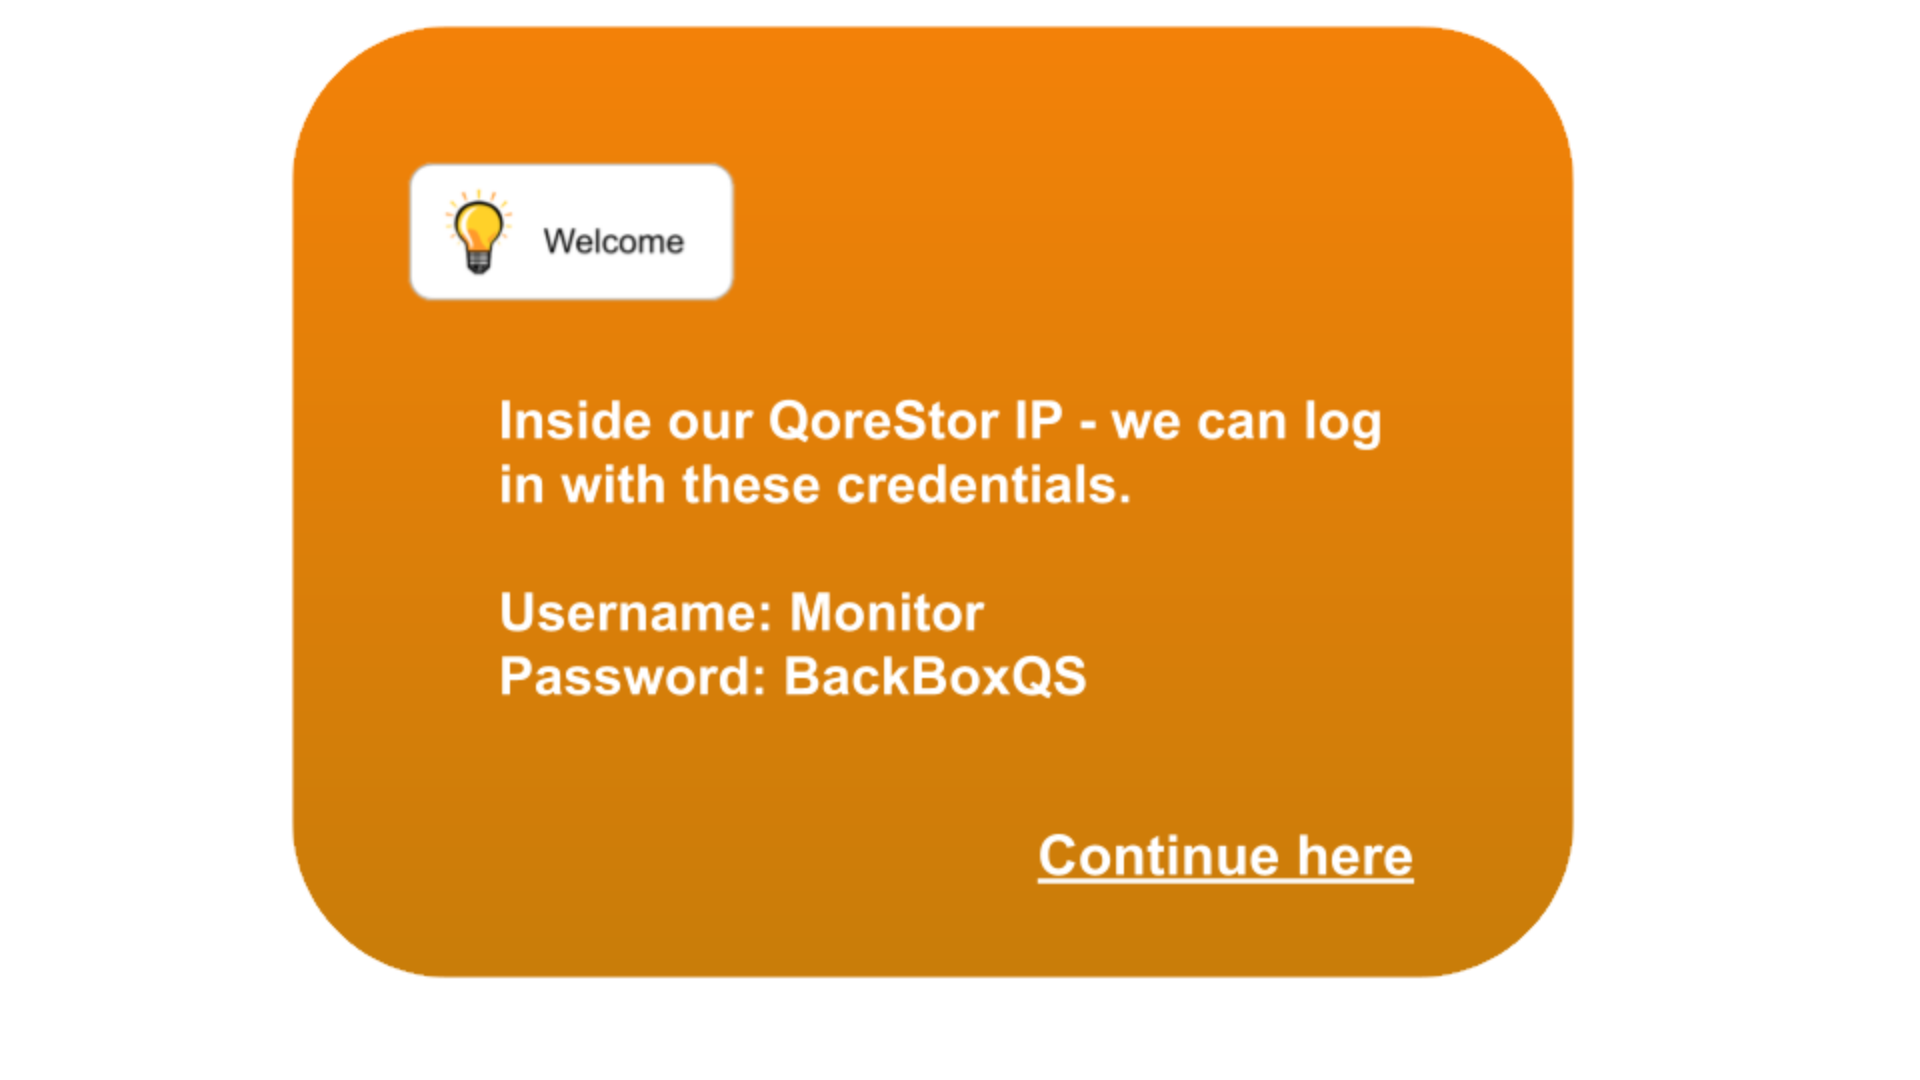 Welcome
Inside our QoreStor IP - we can log
in with these credentials.
Username: Monitor
Password: BackBoxQS
Continue here